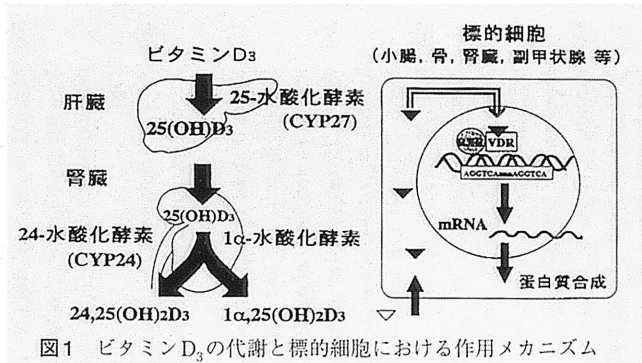 ビタミンD3
肝臓
25-水酸化酵素
(CYP27)
25(OH)D3
腎臓
25(OH)D3
24-水酸化酵素
(CYP24)
1α-水酸化酵素
24,25(OH)2D3
1α,25(OH)2D3
標的細胞
(小腸, 骨, 腎臓, 副甲状腺 等)
VDR
mRNA
蛋白質合成
図1 ビタミンD3の代謝と標的細胞における作用メカニズム